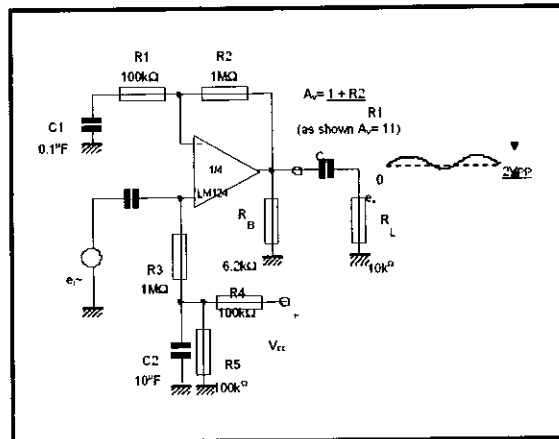 R1
100kΩ
R2
1MΩ
Aᵥ= 1 + R2
R1
(as shown Aᵥ= 11)
C1
0.1µF
1/4
LM124
C
0
2VPP
eₒ
R
B
6.2kΩ
R
L
10kΩ
eᵢ~
R3
1MΩ
R4
100kΩ
C2
10µF
R5
100kΩ